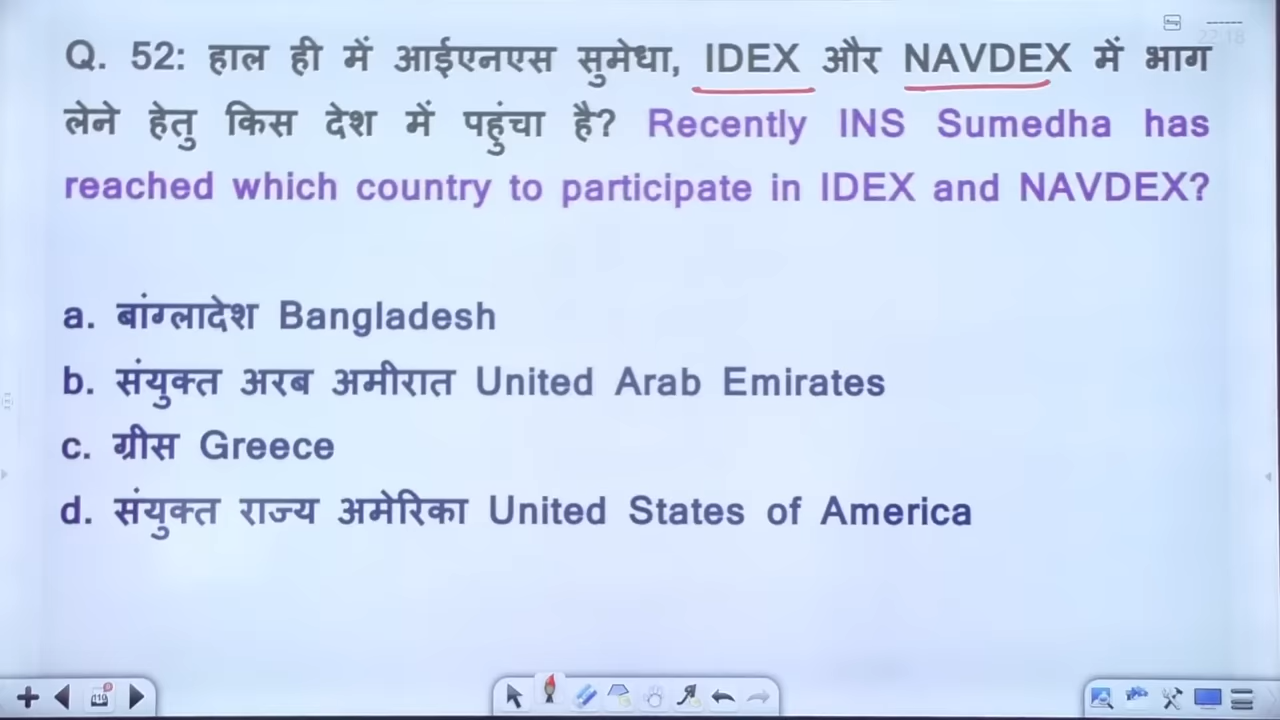 Q. 52: हाल ही में आईएनएस सुमेधा, IDEX और NAVDEX में भाग
लेने हेतु किस देश में पहुंचा है? Recently INS Sumedha has
reached which country to participate in IDEX and NAVDEX?
a. बांग्लादेश Bangladesh
b. संयुक्त अरब अमीरात United Arab Emirates
c. ग्रीस Greece
d. संयुक्त राज्य अमेरिका United States of America